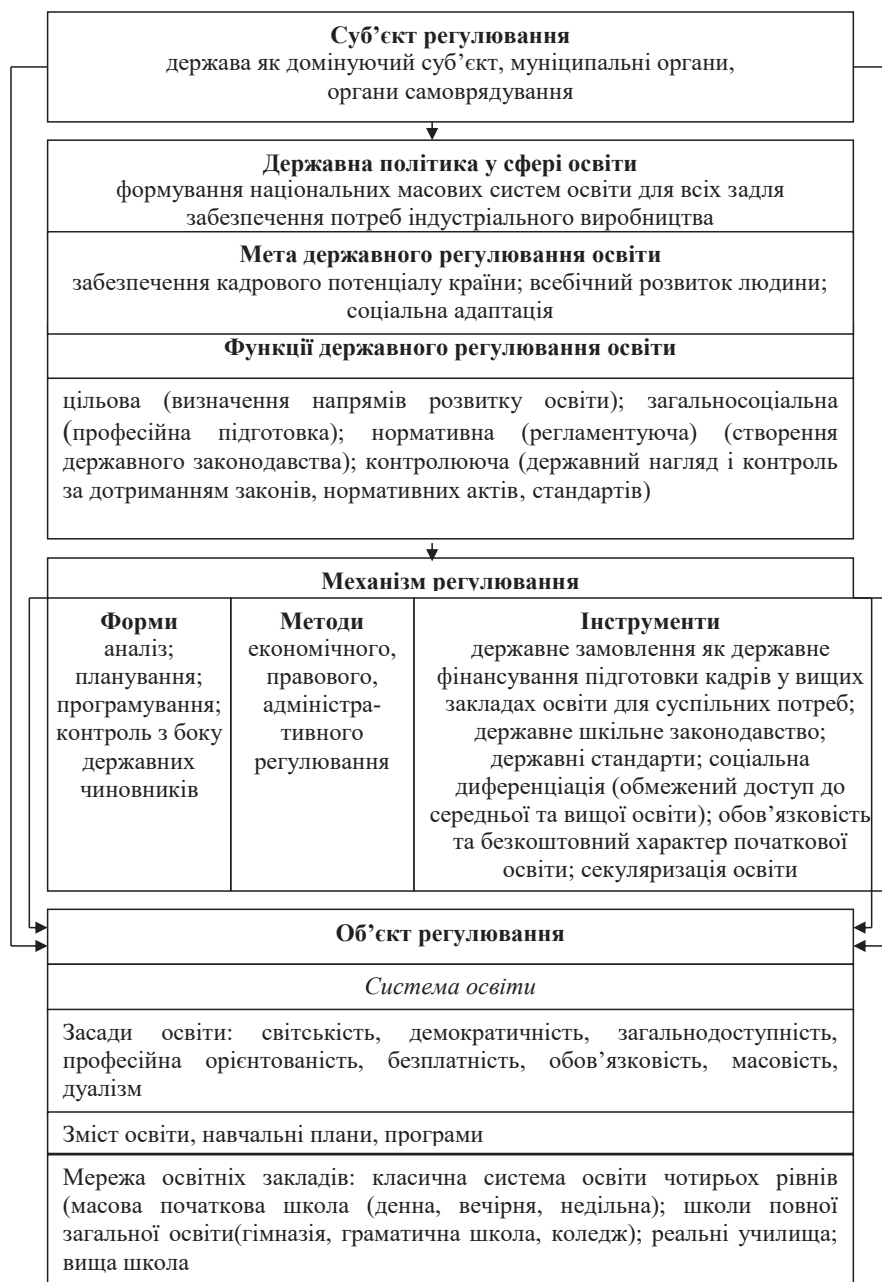 Суб’єкт регулювання
держава як домінуючий суб’єкт, муніципальні органи,
органи самоврядування
Державна політика у сфері освіти
формування національних масових систем освіти для всіх задля
забезпечення потреб індустріального виробництва
Мета державного регулювання освіти
забезпечення кадрового потенціалу країни; всебічний розвиток людини;
соціальна адаптація
Функції державного регулювання освіти
цільова (визначення напрямів розвитку освіти); загальносоціальна
(професійна підготовка); нормативна (регламентуюча) (створення
державного законодавства); контролююча (державний нагляд і контроль
за дотриманням законів, нормативних актів, стандартів)
Механізм регулювання
Форми
аналіз;
планування;
програмування;
контроль з боку
державних
чиновників
Методи
економічного,
правового,
адміністра-
тивного
регулювання
Інструменти
державне замовлення як державне
фінансування підготовки кадрів у вищих
закладах освіти для суспільних потреб;
державне шкільне законодавство;
державні стандарти; соціальна
диференціація (обмежений доступ до
середньої та вищої освіти); обов’язковість
та безкоштовний характер початкової
освіти; секуляризація освіти
Об’єкт регулювання
Система освіти
Засади освіти: світськість, демократичність, загальнодоступність,
професійна орієнтованість, безплатність, обов’язковість, масовість,
дуалізм
Зміст освіти, навчальні плани, програми
Мережа освітніх закладів: класична система освіти чотирьох рівнів
(масова початкова школа (денна, вечірня, недільна); школи повної
загальної освіти(гімназія, граматична школа, коледж); реальні училища;
вища школа